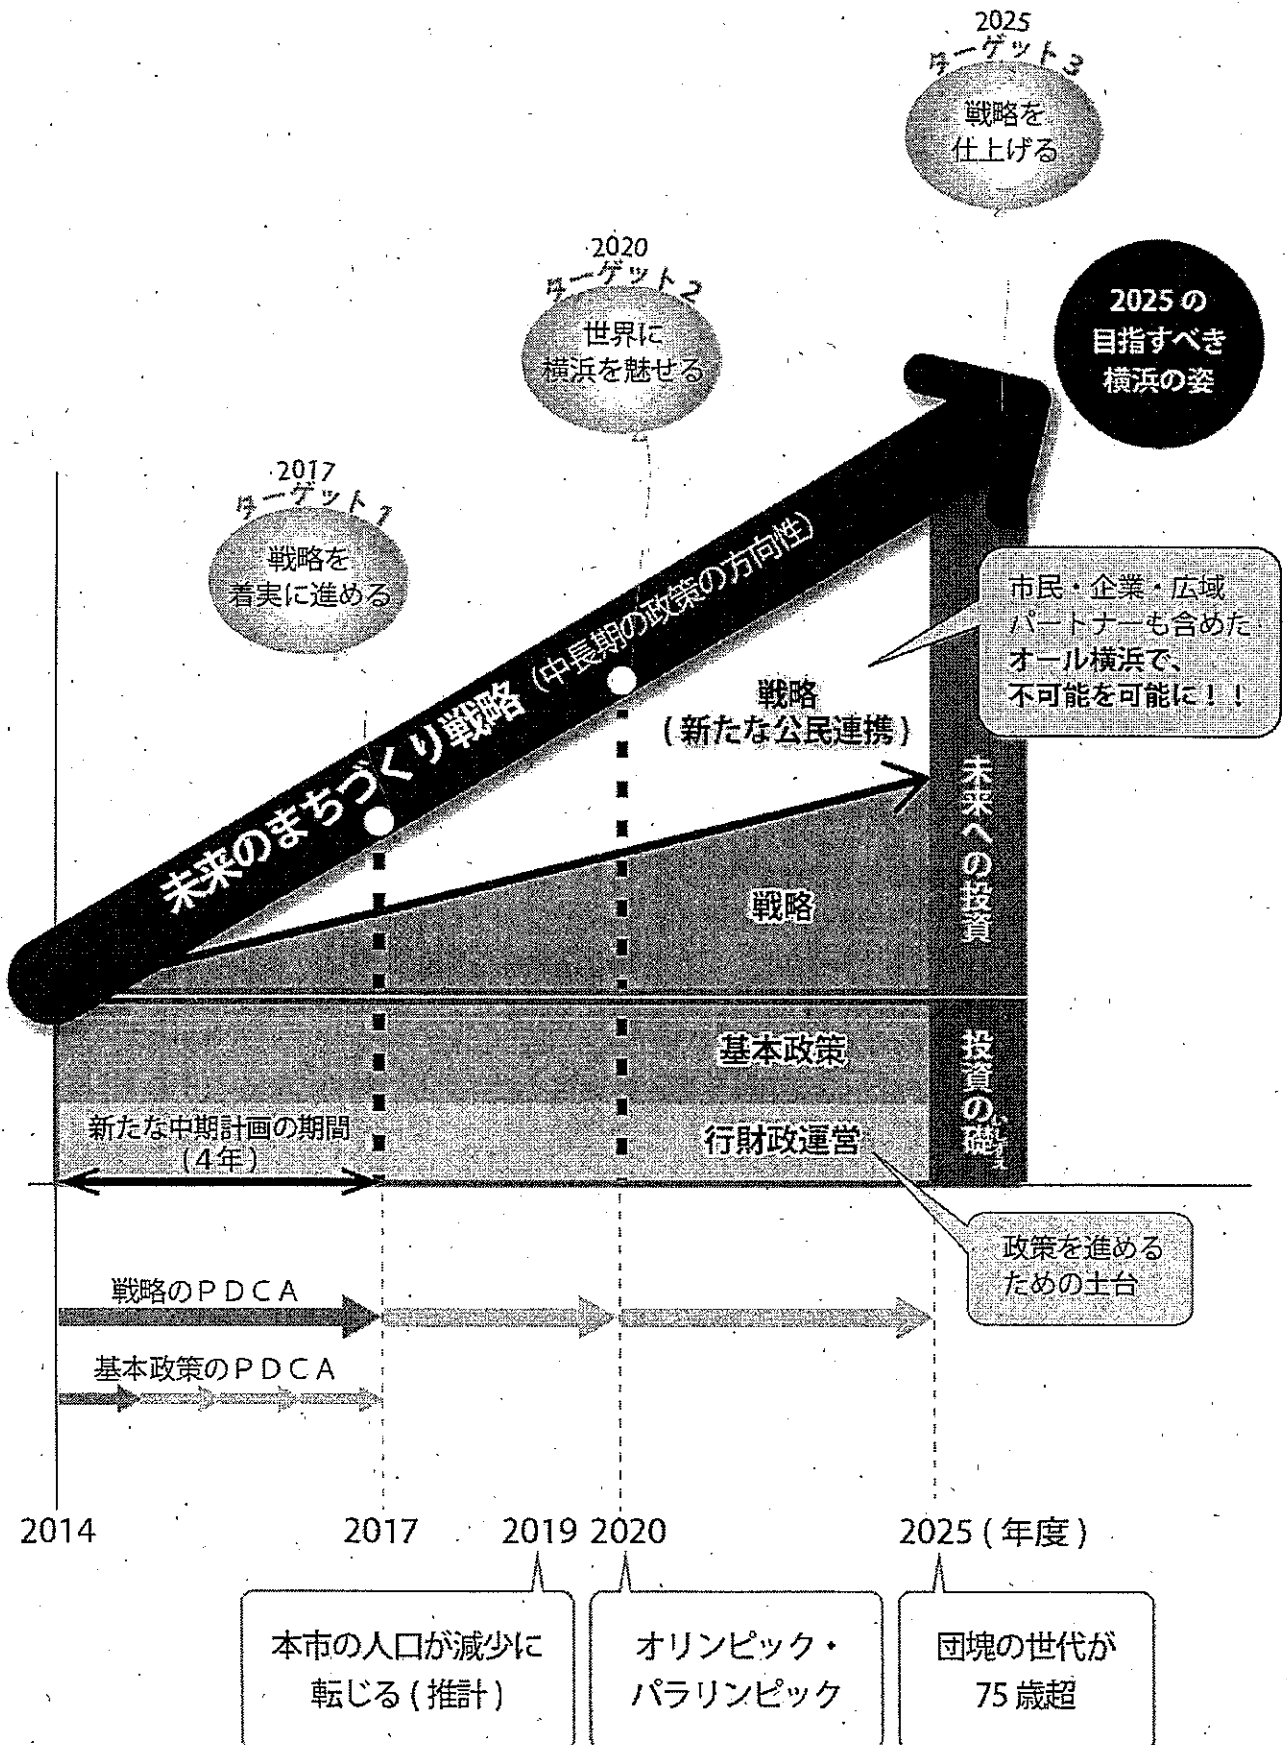 2025
ターゲット3
戦略を
仕上げる
2020
ターゲット2
世界に
横浜を魅せる
2025の
目指すべき
横浜の姿
2017
ターゲット1
戦略を
着実に進める
未来のまちづくり戦略(中長期の政策の方向性)
市民・企業・広域
パートナーも含めた
オール横浜で、
不可能を可能に!!
戦略
(新たな公民連携)
未来への投資
戦略
基本政策
投資の礎
いしずえ
新たな中期計画の期間
(4年)
行財政運営
政策を進める
ための土台
戦略のPDCA
基本政策のPDCA
2014
2017
2019
2020
2025(年度)
本市の人口が減少に
転じる(推計)
オリンピック・
パラリンピック
団塊の世代が
75歳超